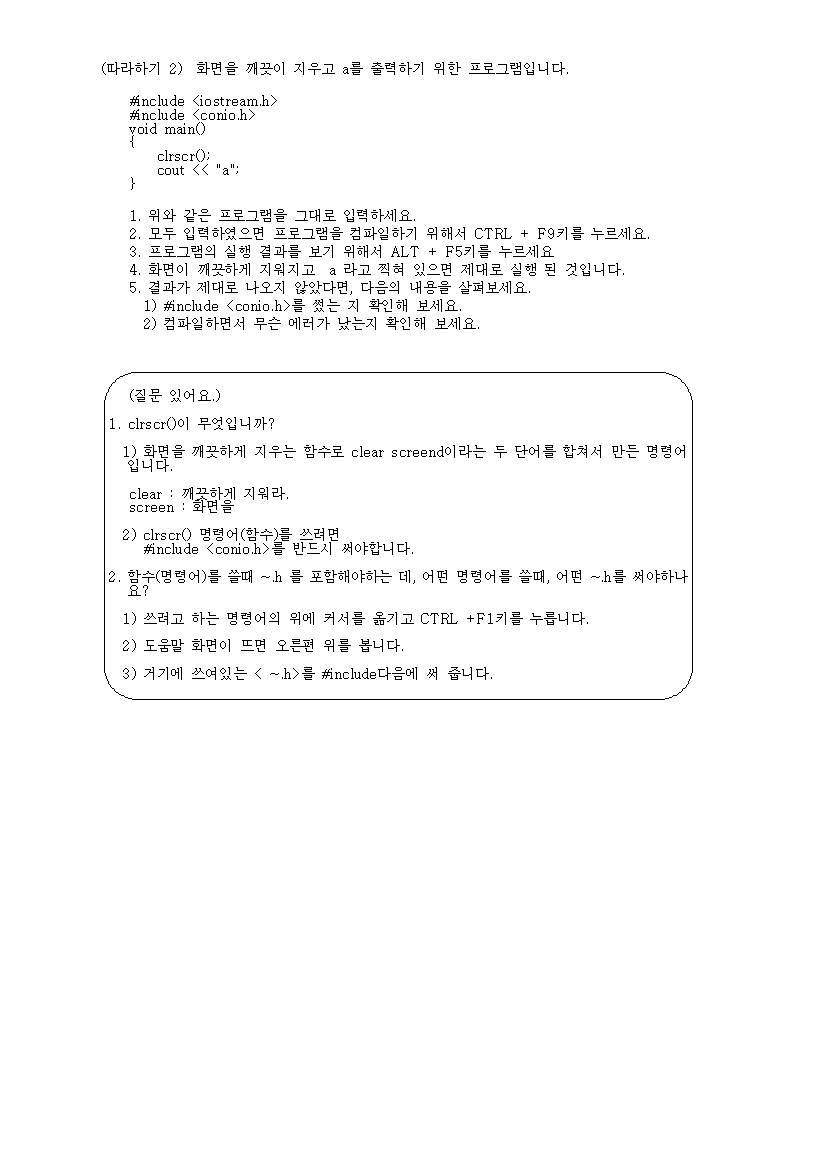 (따라하기 2) 화면을 깨끗이 지우고 a를 출력하기 위한 프로그램입니다.
#include <iostream.h>
#include <conio.h>
void main()
{
clrscr();
cout << "a";
}
1. 위와 같은 프로그램을 그대로 입력하세요.
2. 모두 입력하였으면 프로그램을 컴파일하기 위해서 CTRL + F9키를 누르세요.
3. 프로그램의 실행 결과를 보기 위해서 ALT + F5키를 누르세요
4. 화면이 깨끗하게 지워지고 a 라고 찍혀 있으면 제대로 실행 된 것입니다.
5. 결과가 제대로 나오지 않았다면, 다음의 내용을 살펴보세요.
1) #include <conio.h>를 썼는 지 확인해 보세요.
2) 컴파일하면서 무슨 에러가 났는지 확인해 보세요.
(질문 있어요.)
1. clrscr()이 무엇입니까?
1) 화면을 깨끗하게 지우는 함수로 clear screend이라는 두 단어를 합쳐서 만든 명령어
입니다.
clear : 깨끗하게 지워라.
screen : 화면을
2) clrscr() 명령어(함수)를 쓰려면
#include <conio.h>를 반드시 써야합니다.
2. 함수(명령어)를 쓸때 ~.h 를 포함해야하는 데, 어떤 명령어를 쓸때, 어떤 ~.h를 써야하나
요?
1) 쓰려고 하는 명령어의 위에 커서를 옮기고 CTRL +F1키를 누릅니다.
2) 도움말 화면이 뜨면 오른편 위를 봅니다.
3) 거기에 쓰여있는 < ~.h>를 #include다음에 써 줍니다.